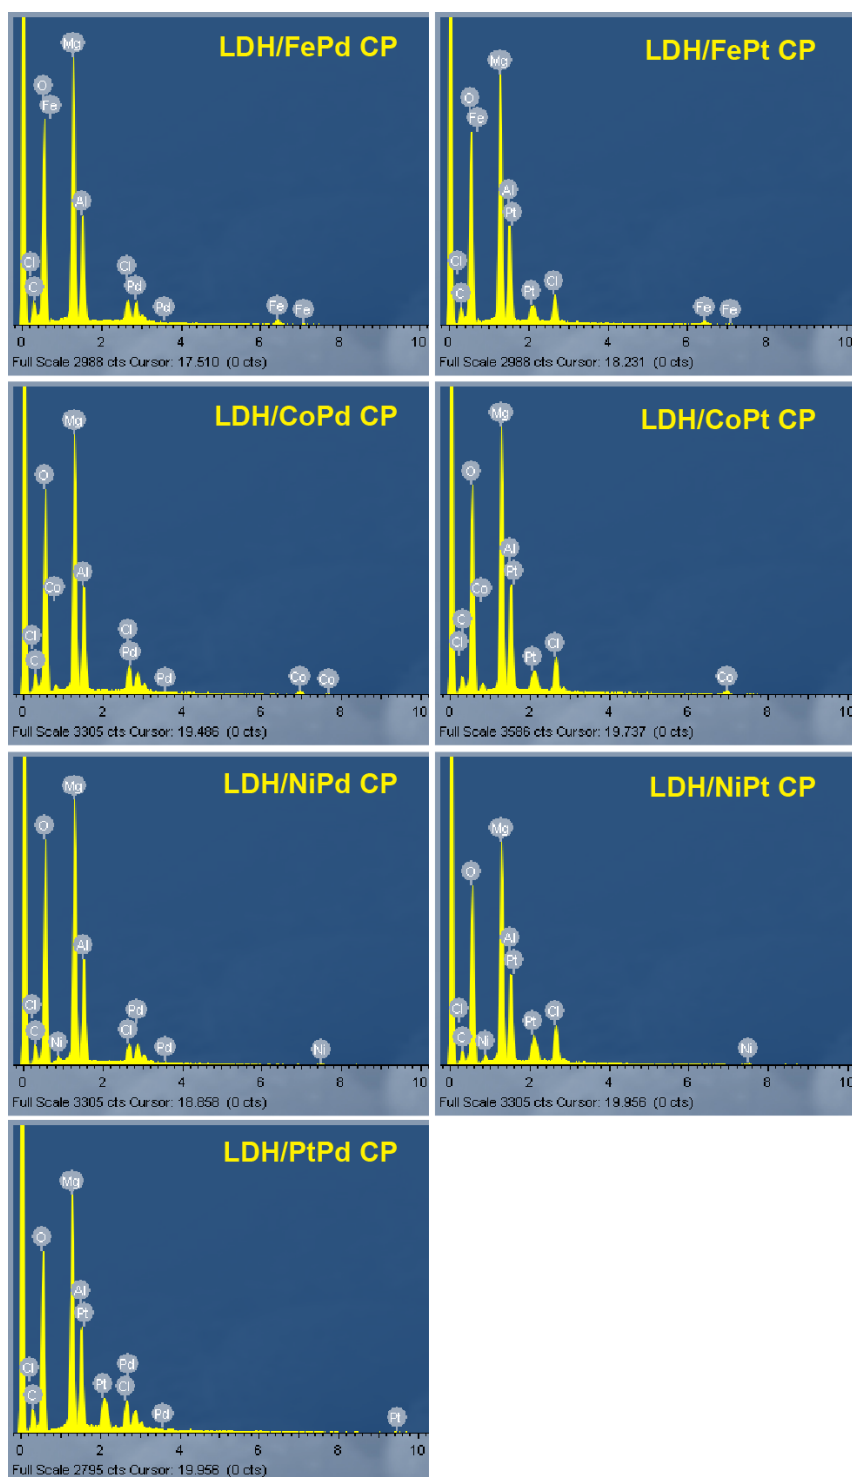 LDH/FePd CP
Mg
O
Fe
Al
Cl
Cl
C
Pd
Pd
Fe
Fe
0 2 4 6 8 10
Full Scale 2988 cts Cursor: 17.510 (0 cts)
LDH/FePt CP
Mg
O
Fe
Al
Pt
Cl
C
Pt
Cl
Fe
Fe
0 2 4 6 8 10
Full Scale 2988 cts Cursor: 18.231 (0 cts)
LDH/CoPd CP
Mg
O
Al
Co
Cl
Cl
C
Pd
Pd
Co
Co
0 2 4 6 8 10
Full Scale 3305 cts Cursor: 19.486 (0 cts)
LDH/CoPt CP
Mg
O
Al
Pt
Co
C
Cl
Pt
Cl
Co
0 2 4 6 8 10
Full Scale 3586 cts Cursor: 19.737 (0 cts)
LDH/NiPd CP
Mg
O
Al
Cl
C
Ni
Pd
Cl
Pd
Ni
0 2 4 6 8 10
Full Scale 3305 cts Cursor: 18.858 (0 cts)
LDH/NiPt CP
Mg
O
Al
Pt
Cl
C
Ni
Pt
Cl
Ni
0 2 4 6 8 10
Full Scale 3305 cts Cursor: 19.956 (0 cts)
LDH/PtPd CP
Mg
O
Al
Pt
Cl
C
Pt
Pd
Cl
Pd
Pt
0 2 4 6 8 10
Full Scale 2795 cts Cursor: 19.956 (0 cts)